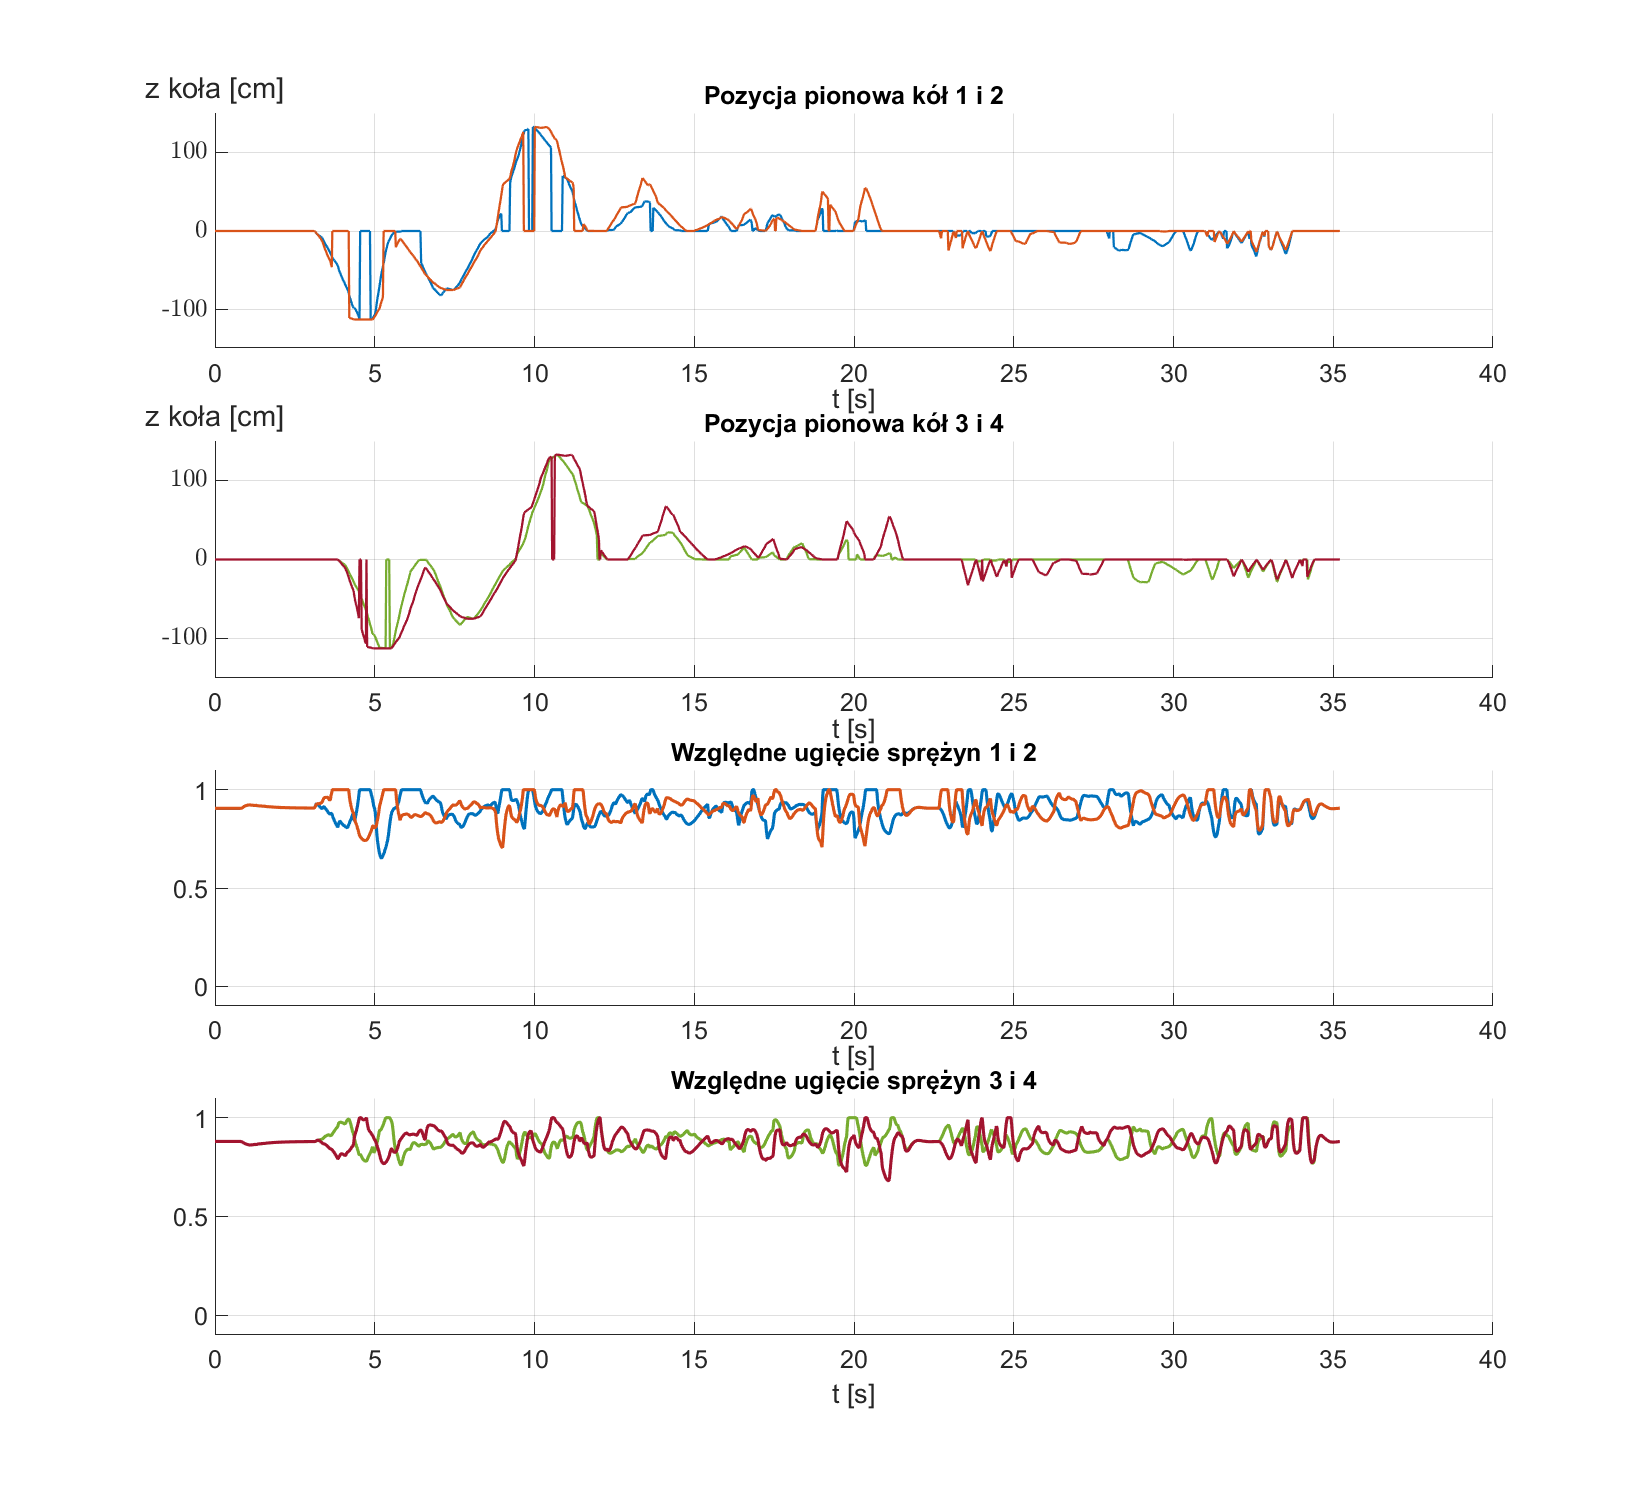 z koła [cm]
Pozycja pionowa kół 1 i 2
100
0
-100
0 5 10 15 20 25 30 35 40
t [s]
z koła [cm]
Pozycja pionowa kół 3 i 4
100
0
-100
0 5 10 15 20 25 30 35 40
t [s]
Względne ugięcie sprężyn 1 i 2
1
0.5
0
0 5 10 15 20 25 30 35 40
t [s]
Względne ugięcie sprężyn 3 i 4
1
0.5
0
0 5 10 15 20 25 30 35 40
t [s]